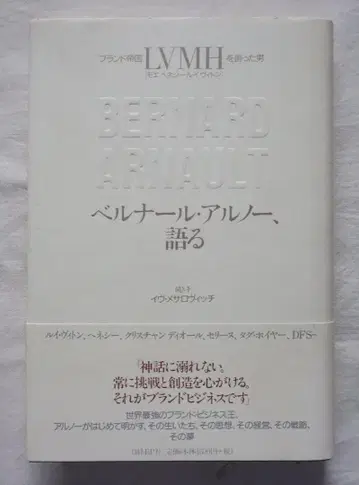 ブランド帝国LVMHを創った男
[モエ ヘネシー・ルイ ヴィトン]
BERNARD
ARNAULT
ベルナール・アルノー、
語る
聞き手
イヴ・メサロヴィッチ
ルイ・ヴィトン、ヘネシー、クリスチャン ディオール、セリーヌ、タグ・ホイヤー、DFS…
「神話に溺れない。
常に挑戦と創造を心がける。
それがブランドビジネスです」
世界最強のブランド・ビジネス王、
アルノーがはじめて明かす、その生いたち、その思想、その経営、その戦略、
その夢